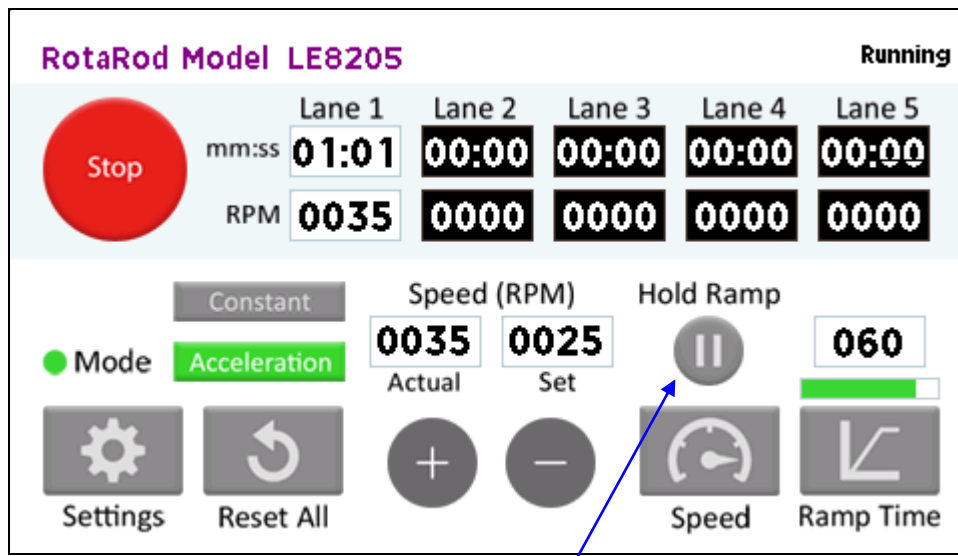 RotaRod Model LE8205 Running
Lane 1 Lane 2 Lane 3 Lane 4 Lane 5
Stop mm:ss 01:01 00:00 00:00 00:00 00:00
RPM 0035 0000 0000 0000 0000
Constant Speed (RPM) Hold Ramp
Mode Acceleration 0035 0025 060
Actual Set
+ −
Settings Reset All Speed Ramp Time